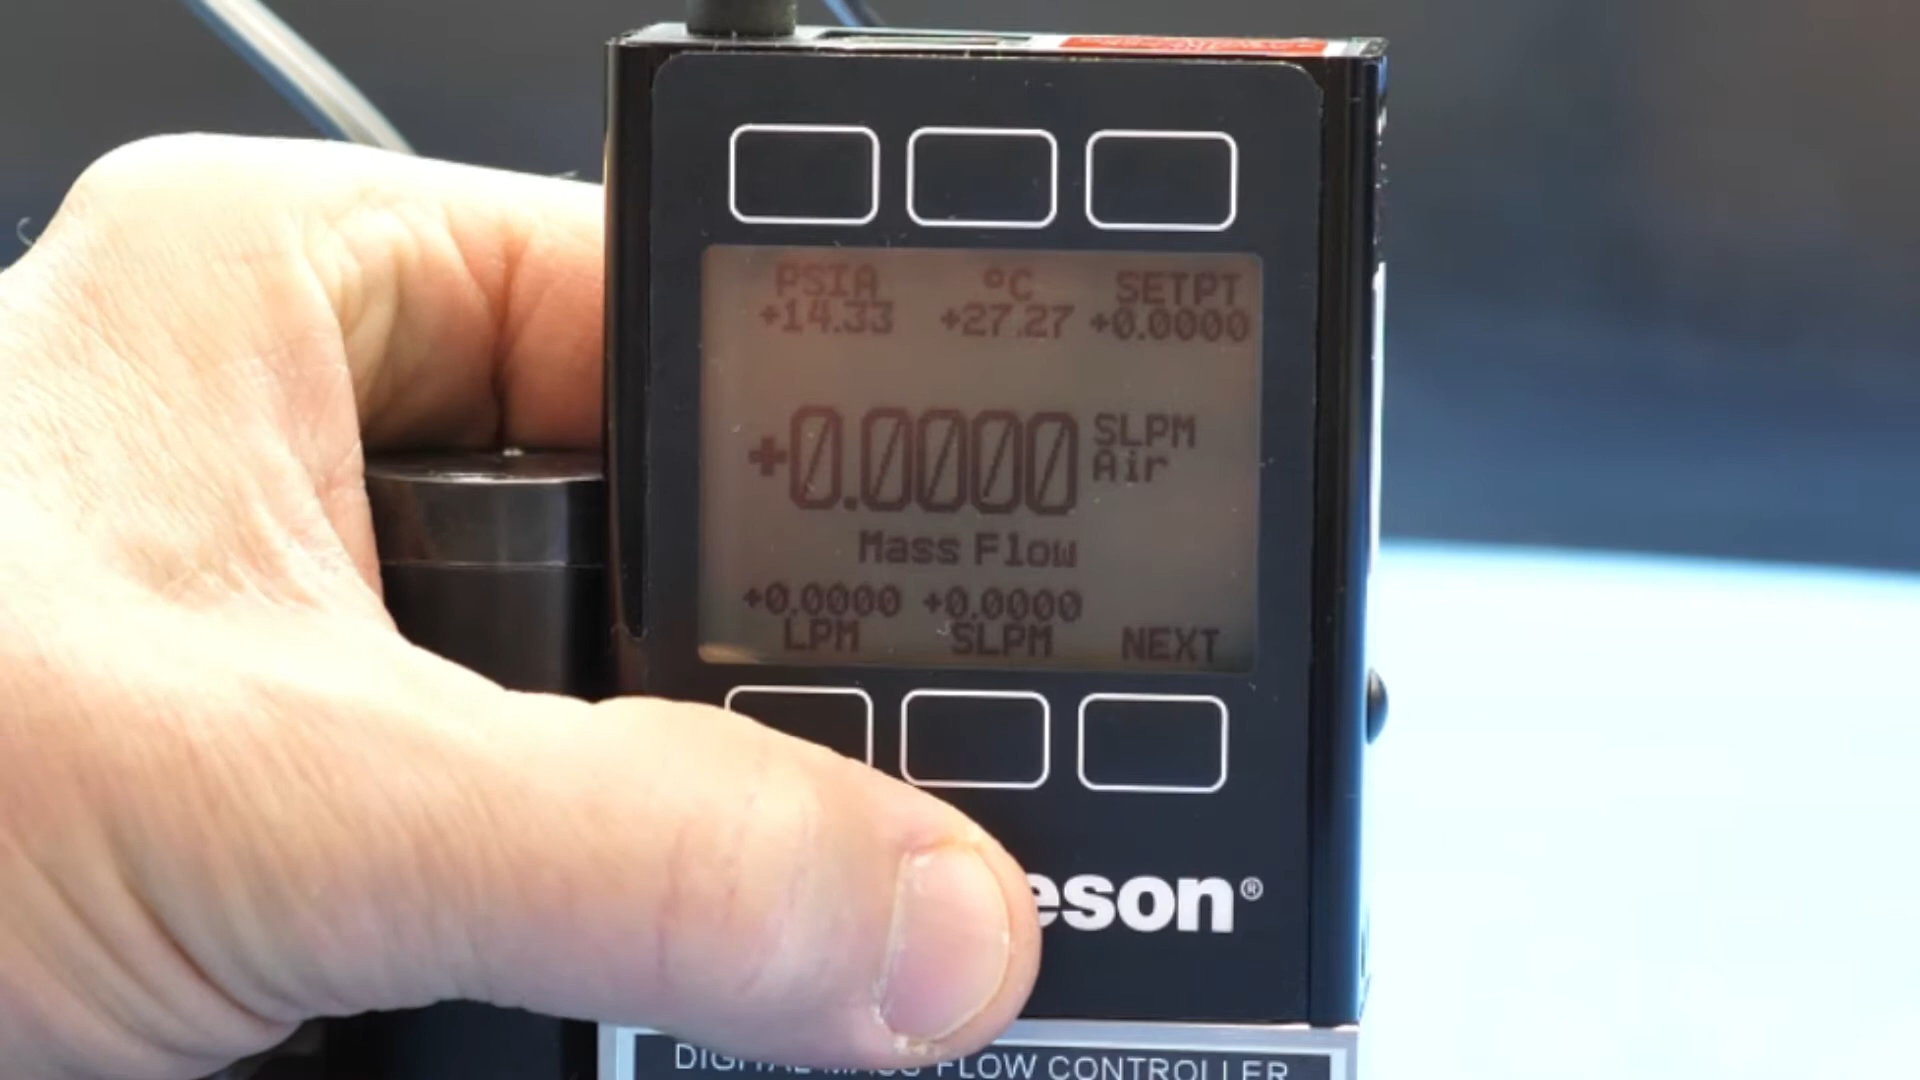 PSIA °C SETPT
+14.33 +27.27 +0.0000
+0.0000 SLPM
Air
Mass Flow
+0.0000 +0.0000
LPM SLPM NEXT
eson®
DIGITAL MASS FLOW CONTROLLER